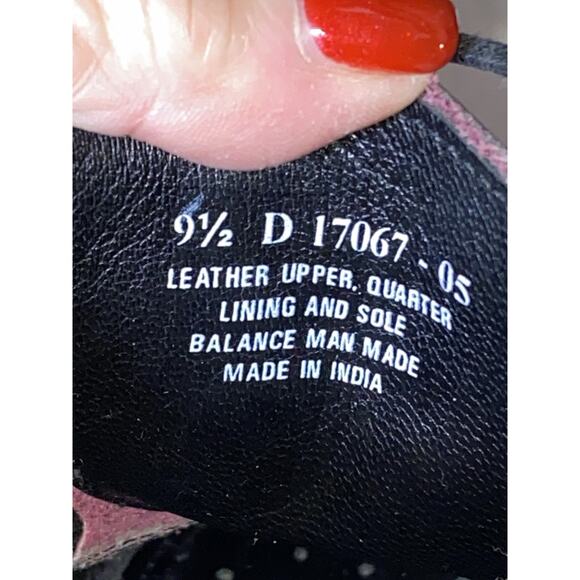 9½ D 17067 - 05
LEATHER UPPER. QUARTER
LINING AND SOLE
BALANCE MAN MADE
MADE IN INDIA